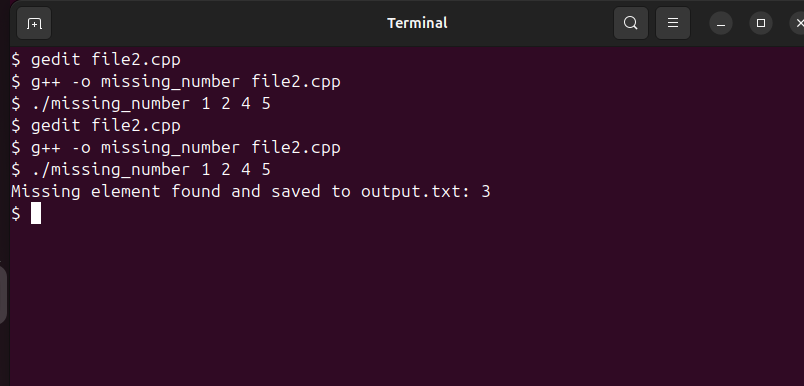 Terminal
$ gedit file2.cpp
$ g++ -o missing_number file2.cpp
$ ./missing_number 1 2 4 5
$ gedit file2.cpp
$ g++ -o missing_number file2.cpp
$ ./missing_number 1 2 4 5
Missing element found and saved to output.txt: 3
$